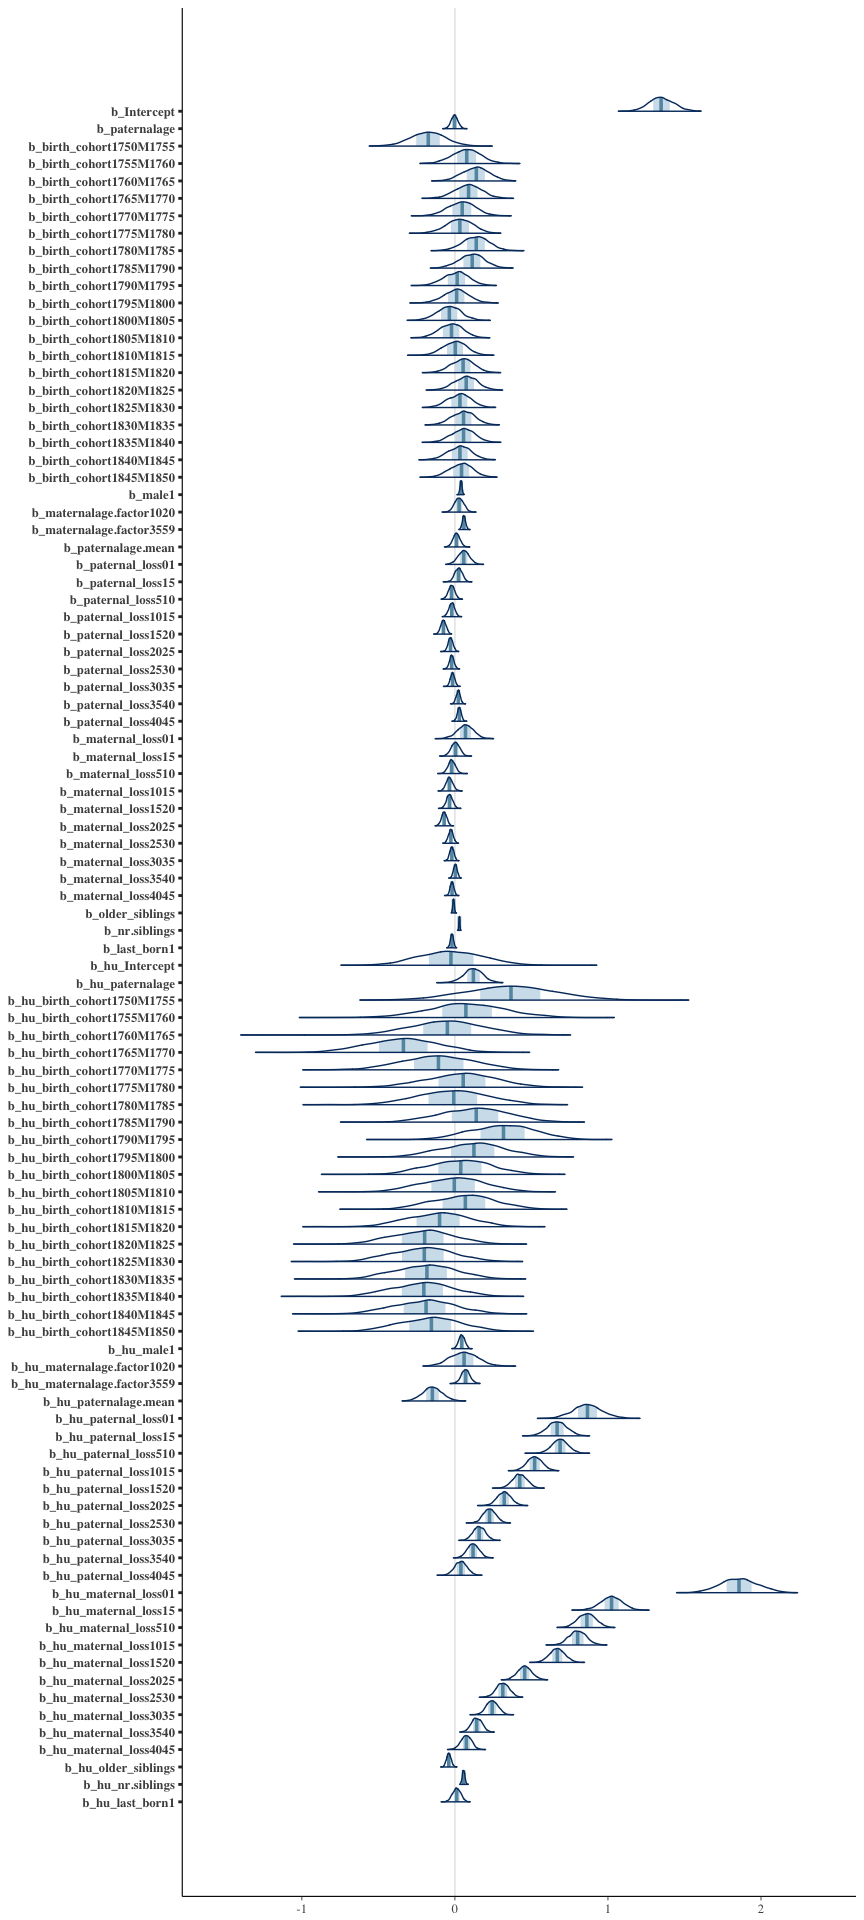 b_Intercept
b_paternalage
b_birth_cohort1750M1755
b_birth_cohort1755M1760
b_birth_cohort1760M1765
b_birth_cohort1765M1770
b_birth_cohort1770M1775
b_birth_cohort1775M1780
b_birth_cohort1780M1785
b_birth_cohort1785M1790
b_birth_cohort1790M1795
b_birth_cohort1795M1800
b_birth_cohort1800M1805
b_birth_cohort1805M1810
b_birth_cohort1810M1815
b_birth_cohort1815M1820
b_birth_cohort1820M1825
b_birth_cohort1825M1830
b_birth_cohort1830M1835
b_birth_cohort1835M1840
b_birth_cohort1840M1845
b_birth_cohort1845M1850
b_male1
b_maternalage.factor1020
b_maternalage.factor3559
b_paternalage.mean
b_paternal_loss01
b_paternal_loss15
b_paternal_loss510
b_paternal_loss1015
b_paternal_loss1520
b_paternal_loss2025
b_paternal_loss2530
b_paternal_loss3035
b_paternal_loss3540
b_paternal_loss4045
b_maternal_loss01
b_maternal_loss15
b_maternal_loss510
b_maternal_loss1015
b_maternal_loss1520
b_maternal_loss2025
b_maternal_loss2530
b_maternal_loss3035
b_maternal_loss3540
b_maternal_loss4045
b_older_siblings
b_nr.siblings
b_last_born1
b_hu_Intercept
b_hu_paternalage
b_hu_birth_cohort1750M1755
b_hu_birth_cohort1755M1760
b_hu_birth_cohort1760M1765
b_hu_birth_cohort1765M1770
b_hu_birth_cohort1770M1775
b_hu_birth_cohort1775M1780
b_hu_birth_cohort1780M1785
b_hu_birth_cohort1785M1790
b_hu_birth_cohort1790M1795
b_hu_birth_cohort1795M1800
b_hu_birth_cohort1800M1805
b_hu_birth_cohort1805M1810
b_hu_birth_cohort1810M1815
b_hu_birth_cohort1815M1820
b_hu_birth_cohort1820M1825
b_hu_birth_cohort1825M1830
b_hu_birth_cohort1830M1835
b_hu_birth_cohort1835M1840
b_hu_birth_cohort1840M1845
b_hu_birth_cohort1845M1850
b_hu_male1
b_hu_maternalage.factor1020
b_hu_maternalage.factor3559
b_hu_paternalage.mean
b_hu_paternal_loss01
b_hu_paternal_loss15
b_hu_paternal_loss510
b_hu_paternal_loss1015
b_hu_paternal_loss1520
b_hu_paternal_loss2025
b_hu_paternal_loss2530
b_hu_paternal_loss3035
b_hu_paternal_loss3540
b_hu_paternal_loss4045
b_hu_maternal_loss01
b_hu_maternal_loss15
b_hu_maternal_loss510
b_hu_maternal_loss1015
b_hu_maternal_loss1520
b_hu_maternal_loss2025
b_hu_maternal_loss2530
b_hu_maternal_loss3035
b_hu_maternal_loss3540
b_hu_maternal_loss4045
b_hu_older_siblings
b_hu_nr.siblings
b_hu_last_born1
-1 0 1 2